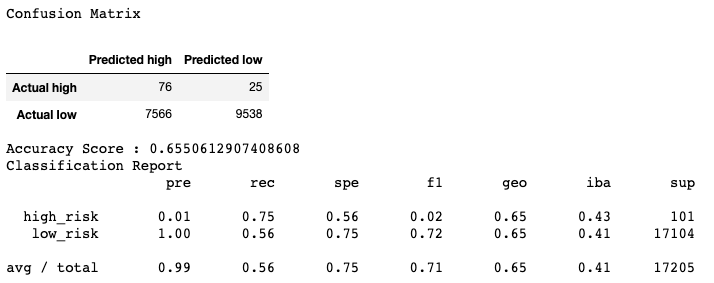 Confusion Matrix
Predicted high Predicted low
Actual high 76 25
Actual low 7566 9538
Accuracy Score : 0.6550612907408608
Classification Report
pre rec spe f1 geo iba sup
high_risk 0.01 0.75 0.56 0.02 0.65 0.43 101
low_risk 1.00 0.56 0.75 0.72 0.65 0.41 17104
avg / total 0.99 0.56 0.75 0.71 0.65 0.41 17205